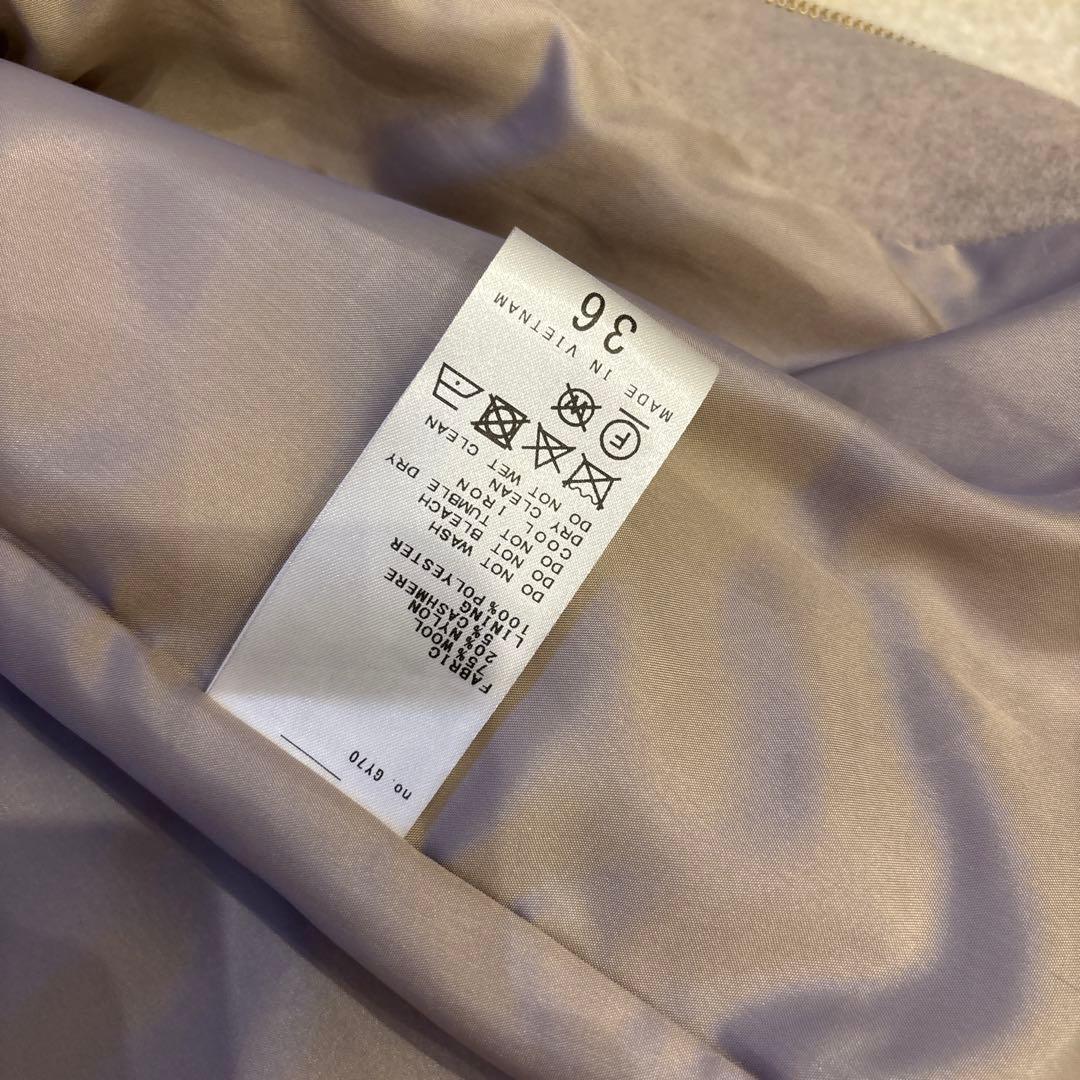 no. GY70
FABRIC
75% WOOL
20% NYLON
5% CASHMERE
LINING
100% POLYESTER
DO NOT WASH
DO NOT BLEACH
DO NOT TUMBLE DRY
COOL IRON
DRY CLEAN
DO NOT WET CLEAN
F
W
MADE IN VIETNAM
36